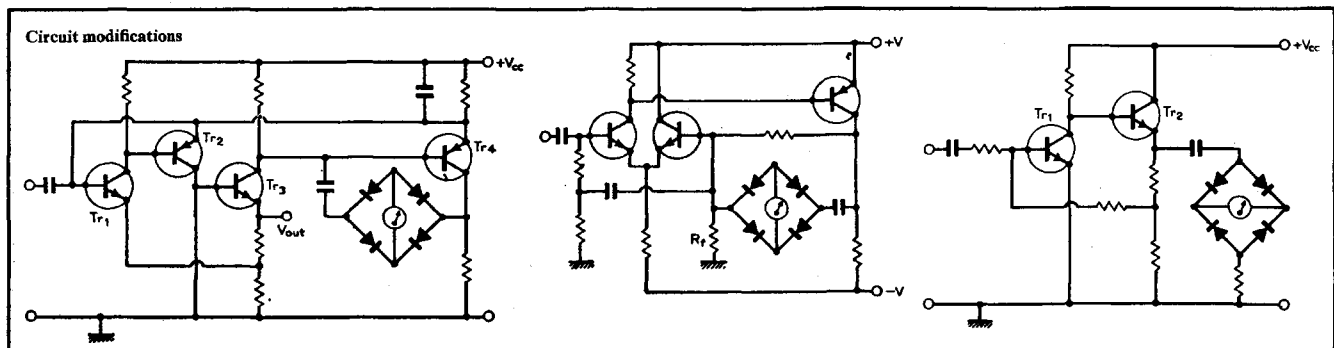 Circuit modifications
+Vcc
Tr1
Tr2
Tr3
Tr4
Vout
+V
Rf
−V
+Vcc
Tr1
Tr2